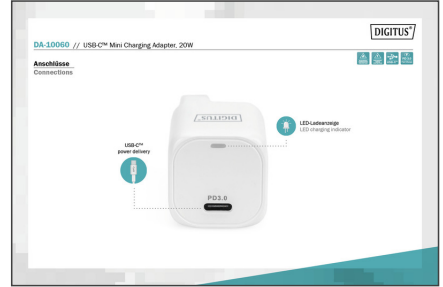 DIGITUS®
DA-10060 // USB-C™ Mini Charging Adapter, 20W
Anschlüsse
Connections
DIGITUS®
LED-Ladeanzeige
LED charging indicator
USB-C™
power delivery
PD3.0